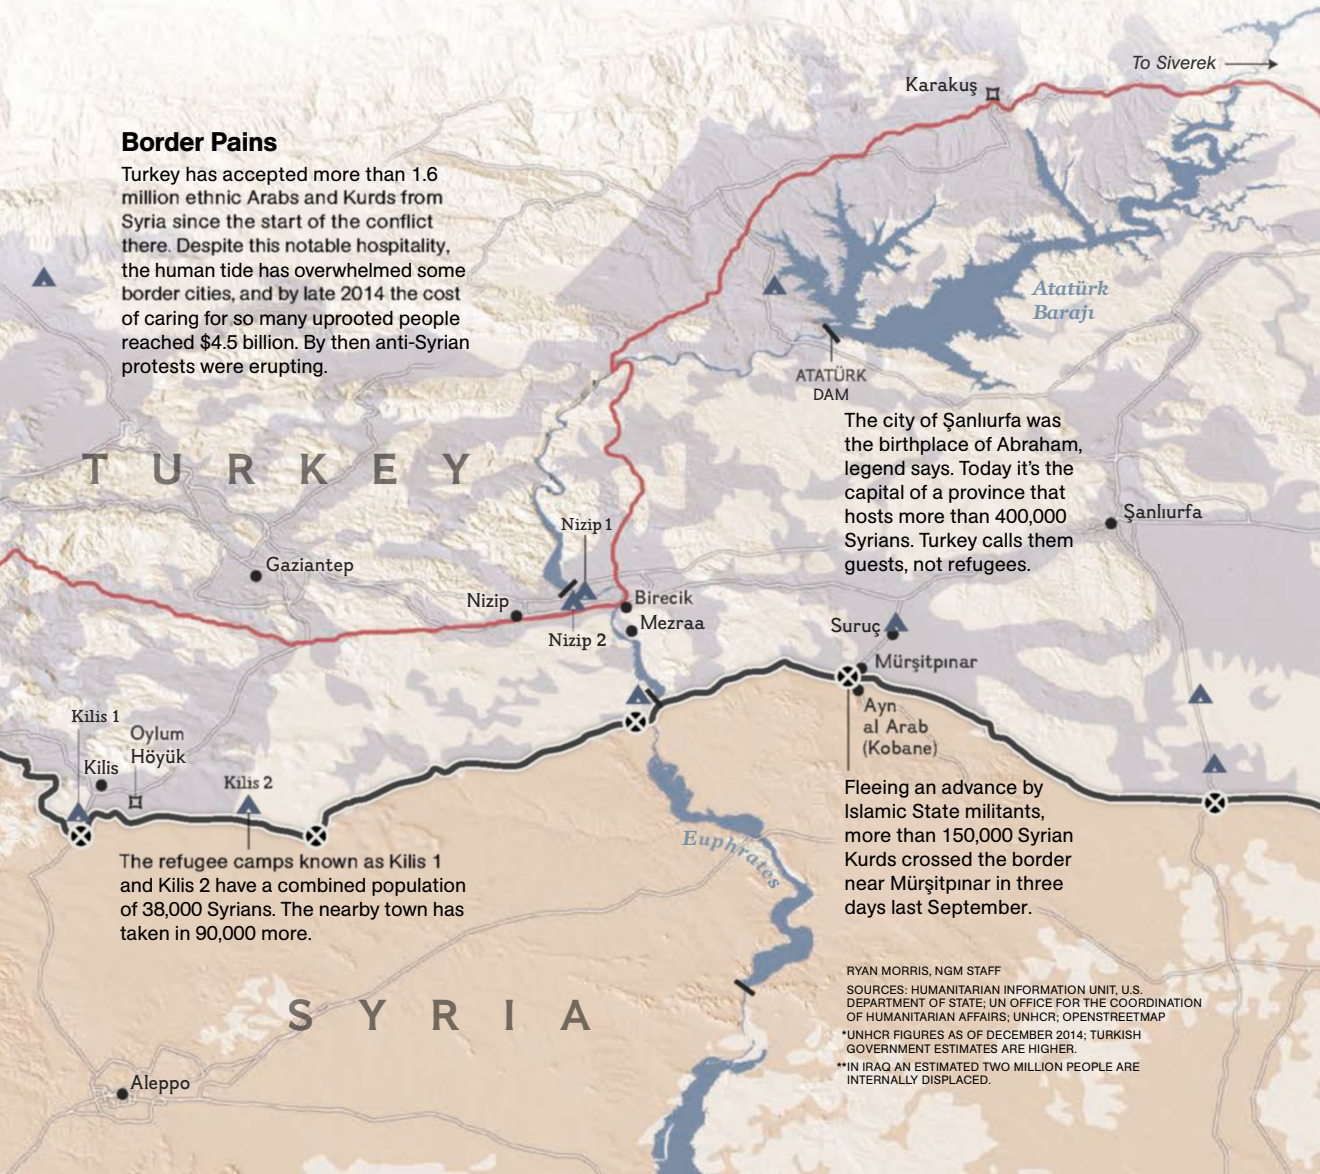 To Siverek
Karakuş
Border Pains
Turkey has accepted more than 1.6
million ethnic Arabs and Kurds from
Syria since the start of the conflict
there. Despite this notable hospitality,
the human tide has overwhelmed some
border cities, and by late 2014 the cost
of caring for so many uprooted people
reached $4.5 billion. By then anti-Syrian
protests were erupting.
Atatürk
Barajı
ATATÜRK
DAM
The city of Şanlıurfa was
the birthplace of Abraham,
legend says. Today it’s the
capital of a province that
hosts more than 400,000
Syrians. Turkey calls them
guests, not refugees.
TURKEY
Şanlıurfa
Nizip 1
Gaziantep
Nizip
Birecik
Mezraa
Nizip 2
Suruç
Mürşitpınar
Ayn
al Arab
(Kobane)
Kilis 1
Oylum
Höyük
Kilis
Kilis 2
The refugee camps known as Kilis 1
and Kilis 2 have a combined population
of 38,000 Syrians. The nearby town has
taken in 90,000 more.
Euphrates
Fleeing an advance by
Islamic State militants,
more than 150,000 Syrian
Kurds crossed the border
near Mürşitpınar in three
days last September.
SYRIA
Aleppo
RYAN MORRIS, NGM STAFF
SOURCES: HUMANITARIAN INFORMATION UNIT, U.S.
DEPARTMENT OF STATE; UN OFFICE FOR THE COORDINATION
OF HUMANITARIAN AFFAIRS; UNHCR; OPENSTREETMAP
*UNHCR FIGURES AS OF DECEMBER 2014; TURKISH
GOVERNMENT ESTIMATES ARE HIGHER.
**IN IRAQ AN ESTIMATED TWO MILLION PEOPLE ARE
INTERNALLY DISPLACED.